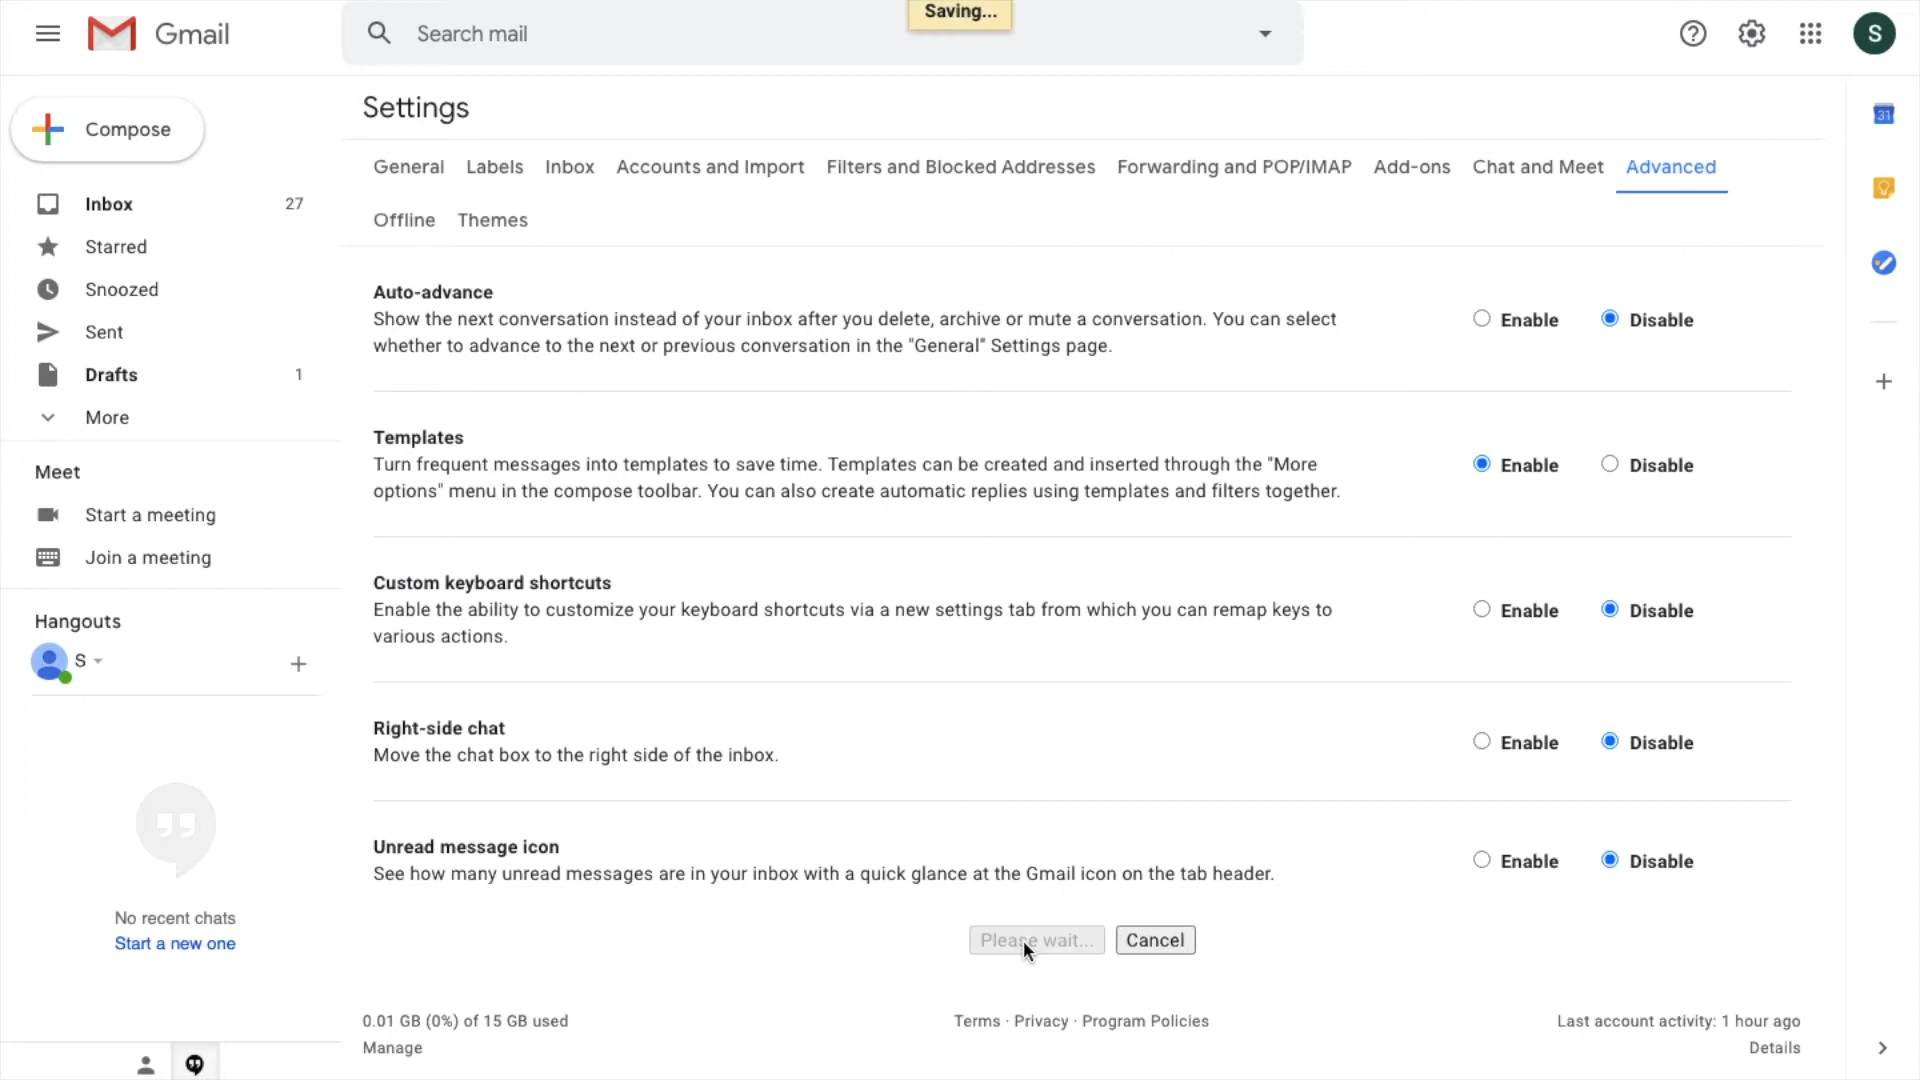 Saving...
Gmail
Search mail
S
Compose
Inbox 27
Starred
Snoozed
Sent
Drafts 1
More
Meet
Start a meeting
Join a meeting
Hangouts
S
No recent chats
Start a new one
Settings
General Labels Inbox Accounts and Import Filters and Blocked Addresses Forwarding and POP/IMAP Add-ons Chat and Meet Advanced
Offline Themes
Auto-advance
Show the next conversation instead of your inbox after you delete, archive or mute a conversation. You can select
whether to advance to the next or previous conversation in the "General" Settings page.
Enable Disable
Templates
Turn frequent messages into templates to save time. Templates can be created and inserted through the "More
options" menu in the compose toolbar. You can also create automatic replies using templates and filters together.
Enable Disable
Custom keyboard shortcuts
Enable the ability to customize your keyboard shortcuts via a new settings tab from which you can remap keys to
various actions.
Enable Disable
Right-side chat
Move the chat box to the right side of the inbox.
Enable Disable
Unread message icon
See how many unread messages are in your inbox with a quick glance at the Gmail icon on the tab header.
Enable Disable
Please wait... Cancel
0.01 GB (0%) of 15 GB used
Manage
Terms · Privacy · Program Policies
Last account activity: 1 hour ago
Details
31